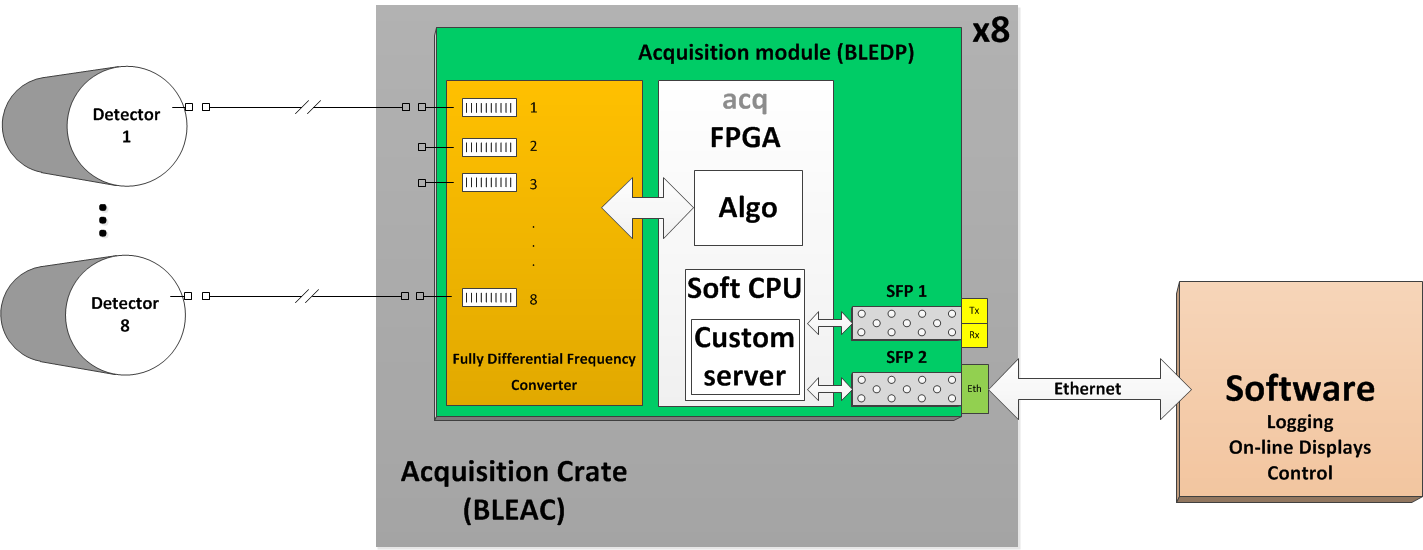 x8
Acquisition module (BLEDP)
Detector
1
1
2
3
.
.
.
8
Fully Differential Frequency
Converter
acq
FPGA
Algo
Soft CPU
Custom
server
SFP 1
Tx
Rx
SFP 2
Eth
Detector
8
Ethernet
Software
Logging
On-line Displays
Control
Acquisition Crate
(BLEAC)